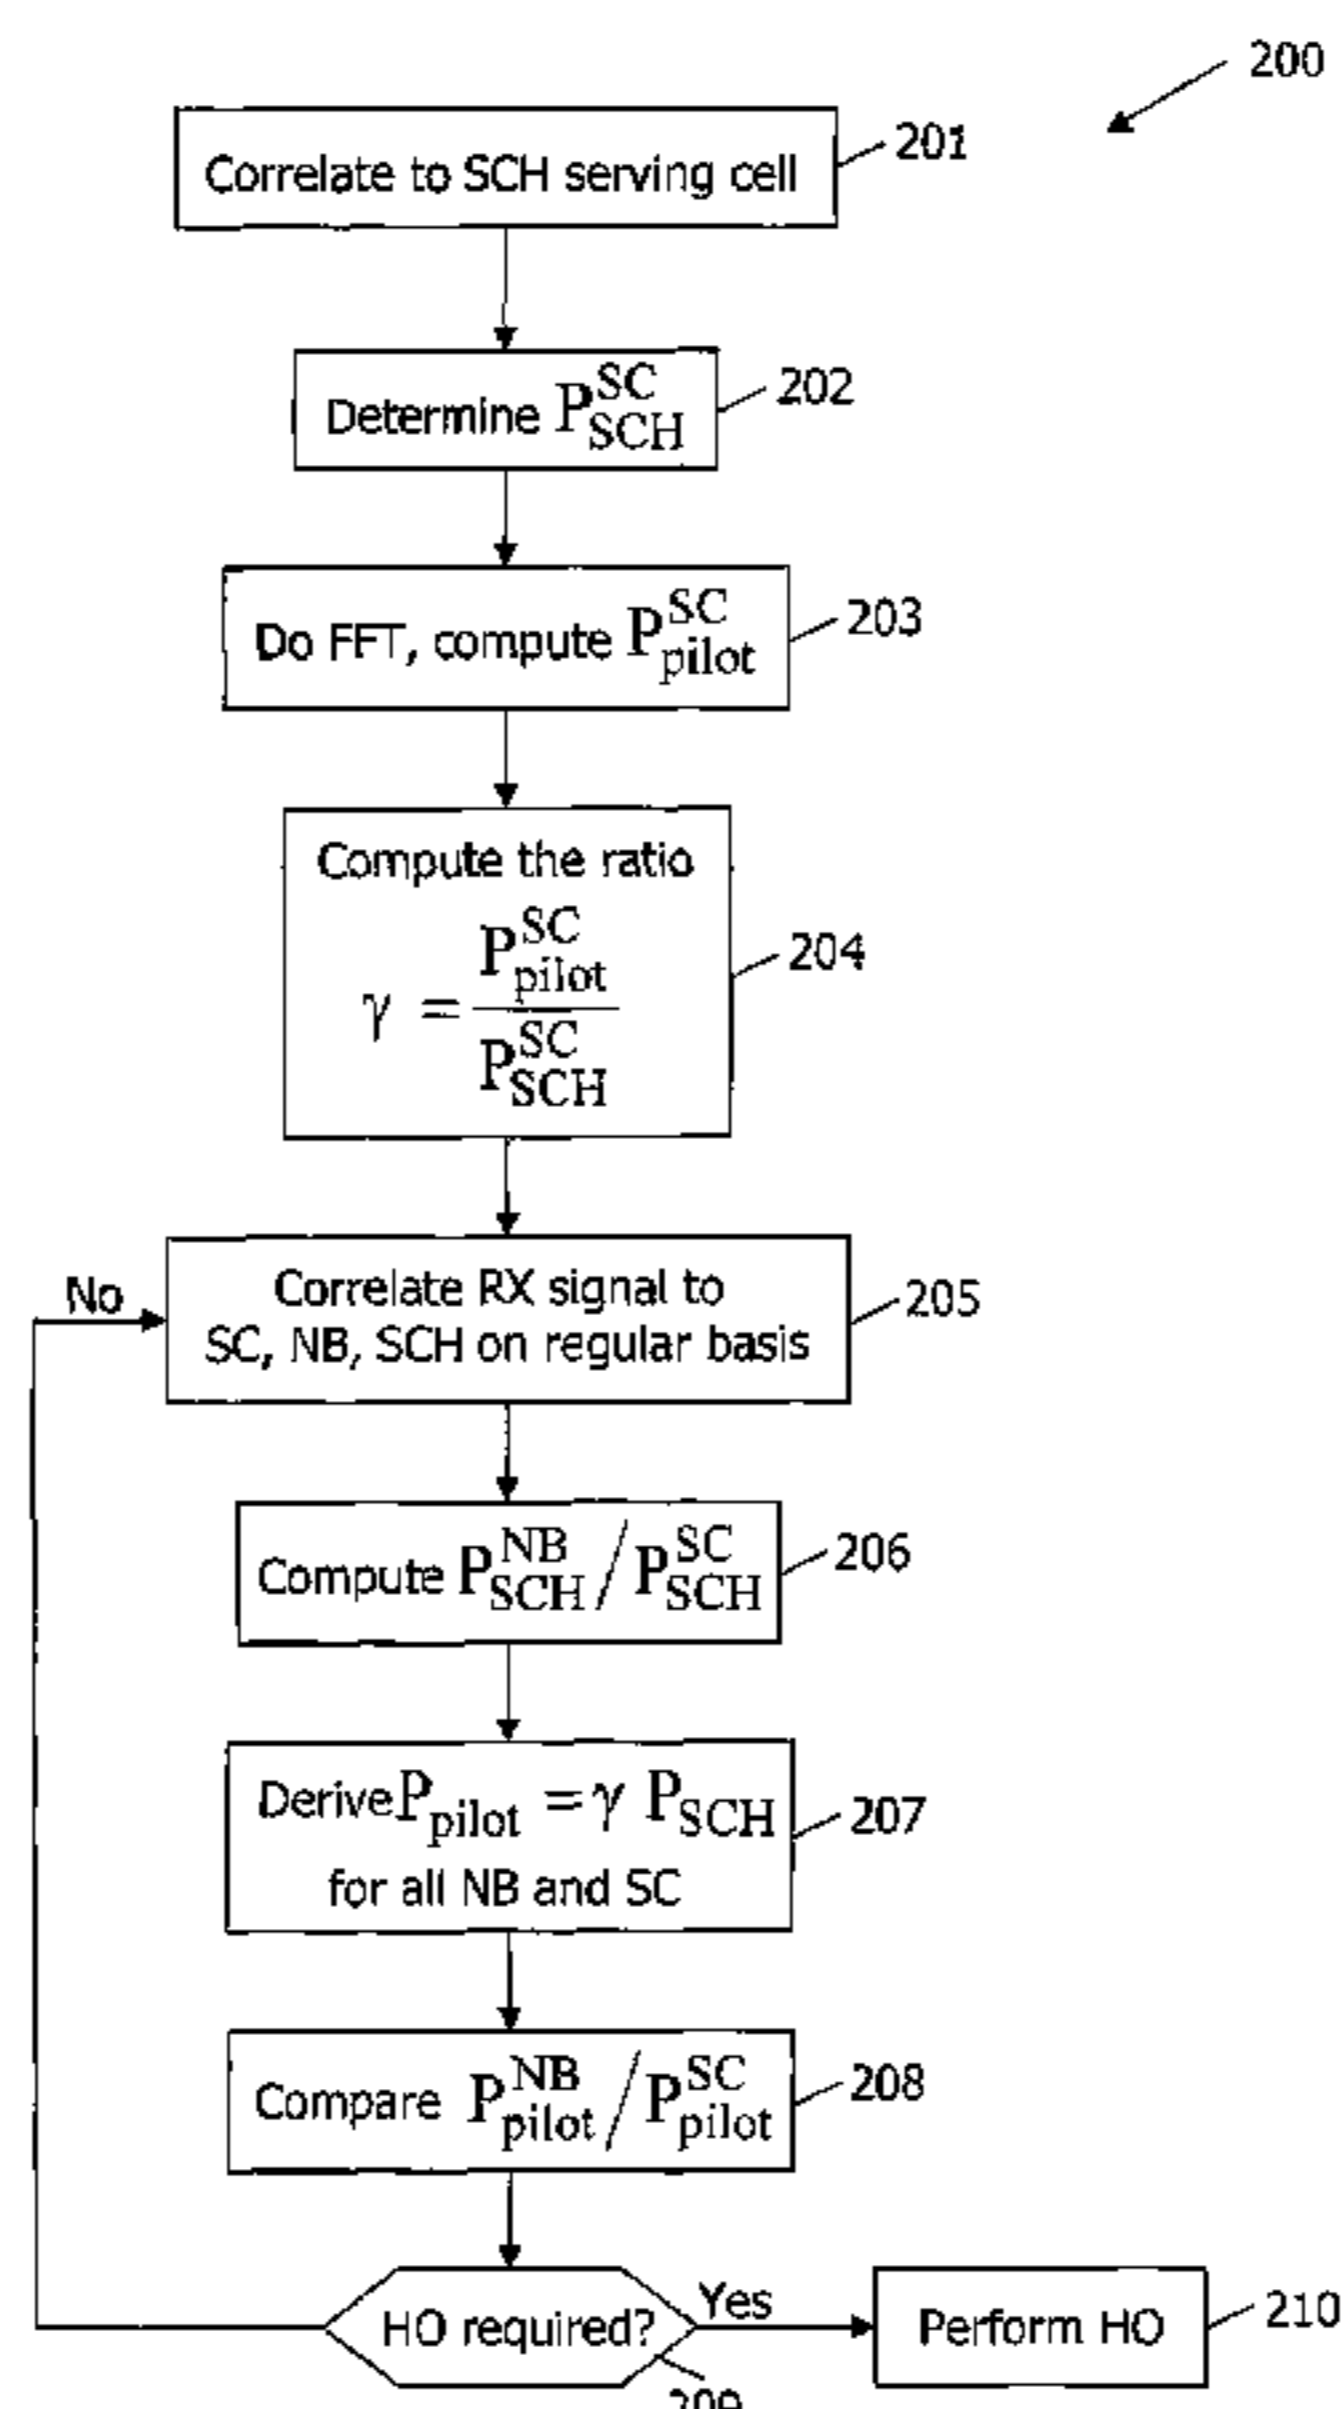 200
Correlate to SCH serving cell
201
Determine P^SC_SCH
202
Do FFT, compute P^SC_pilot
203
Compute the ratio
γ = P^SC_pilot / P^SC_SCH
204
Correlate RX signal to
SC, NB, SCH on regular basis
205
No
Compute P^NB_SCH / P^SC_SCH
206
Derive P_pilot = γ P_SCH
for all NB and SC
207
Compare P^NB_pilot / P^SC_pilot
208
HO required?
Yes
209
Perform HO
210